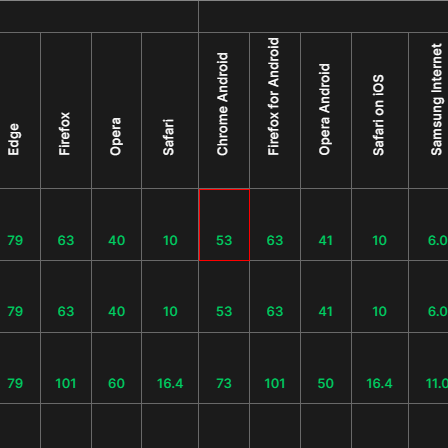 Edge Firefox Opera Safari Chrome Android Firefox for Android Opera Android Safari on iOS Samsung Internet
79 63 40 10 53 63 41 10 6.0
79 63 40 10 53 63 41 10 6.0
79 101 60 16.4 73 101 50 16.4 11.0